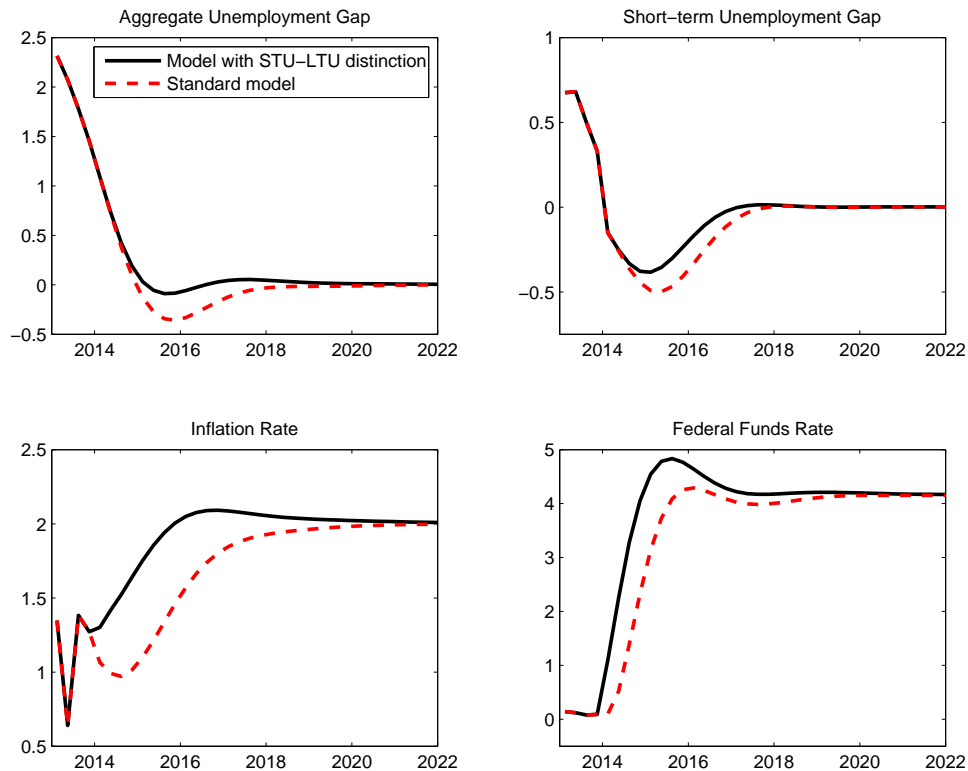 Aggregate Unemployment Gap
2.5
2
1.5
1
0.5
0
−0.5
2014 2016 2018 2020 2022
Model with STU−LTU distinction
Standard model
Short−term Unemployment Gap
1
0.5
0
−0.5
2014 2016 2018 2020 2022
Inflation Rate
2.5
2
1.5
1
0.5
2014 2016 2018 2020 2022
Federal Funds Rate
5
4
3
2
1
0
2014 2016 2018 2020 2022